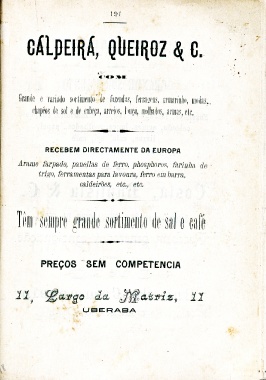 197
CALDEIRA, QUEIROZ & C.
COM
Grande e variado sortimento de fazendas, ferragens, armarinho, modas,
chapéos de sol e de cabeça, arreios, louça, molhados, armas, etc.
RECEBEM DIRECTAMENTE DA EUROPA
Arame farpado, panellas de ferro, phosphoros, farinha de
trigo, ferramentas para lavoura, ferro em barra,
caldeirões, etc., etc.
Têm sempre grande sortimento de sal e café
PREÇOS SEM COMPETENCIA
11, Largo da Matriz, 11
UBERABA